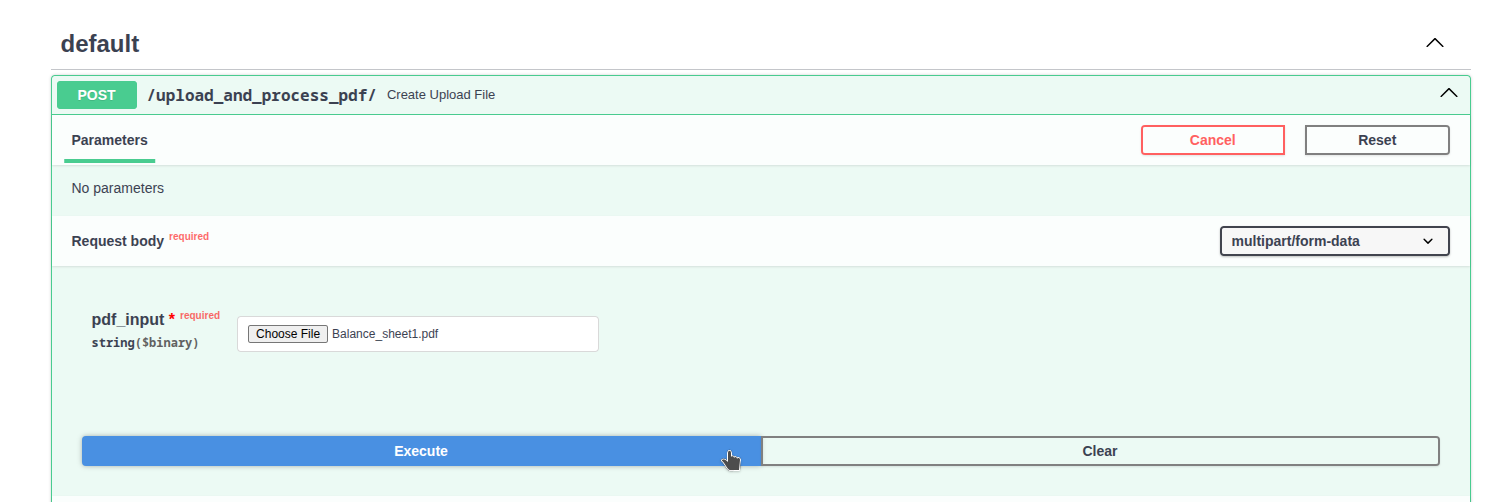 default
POST /upload_and_process_pdf/ Create Upload File
Parameters Cancel Reset
No parameters
Request body required multipart/form-data
pdf_input * required
string($binary)
Choose File Balance_sheet1.pdf
Execute Clear